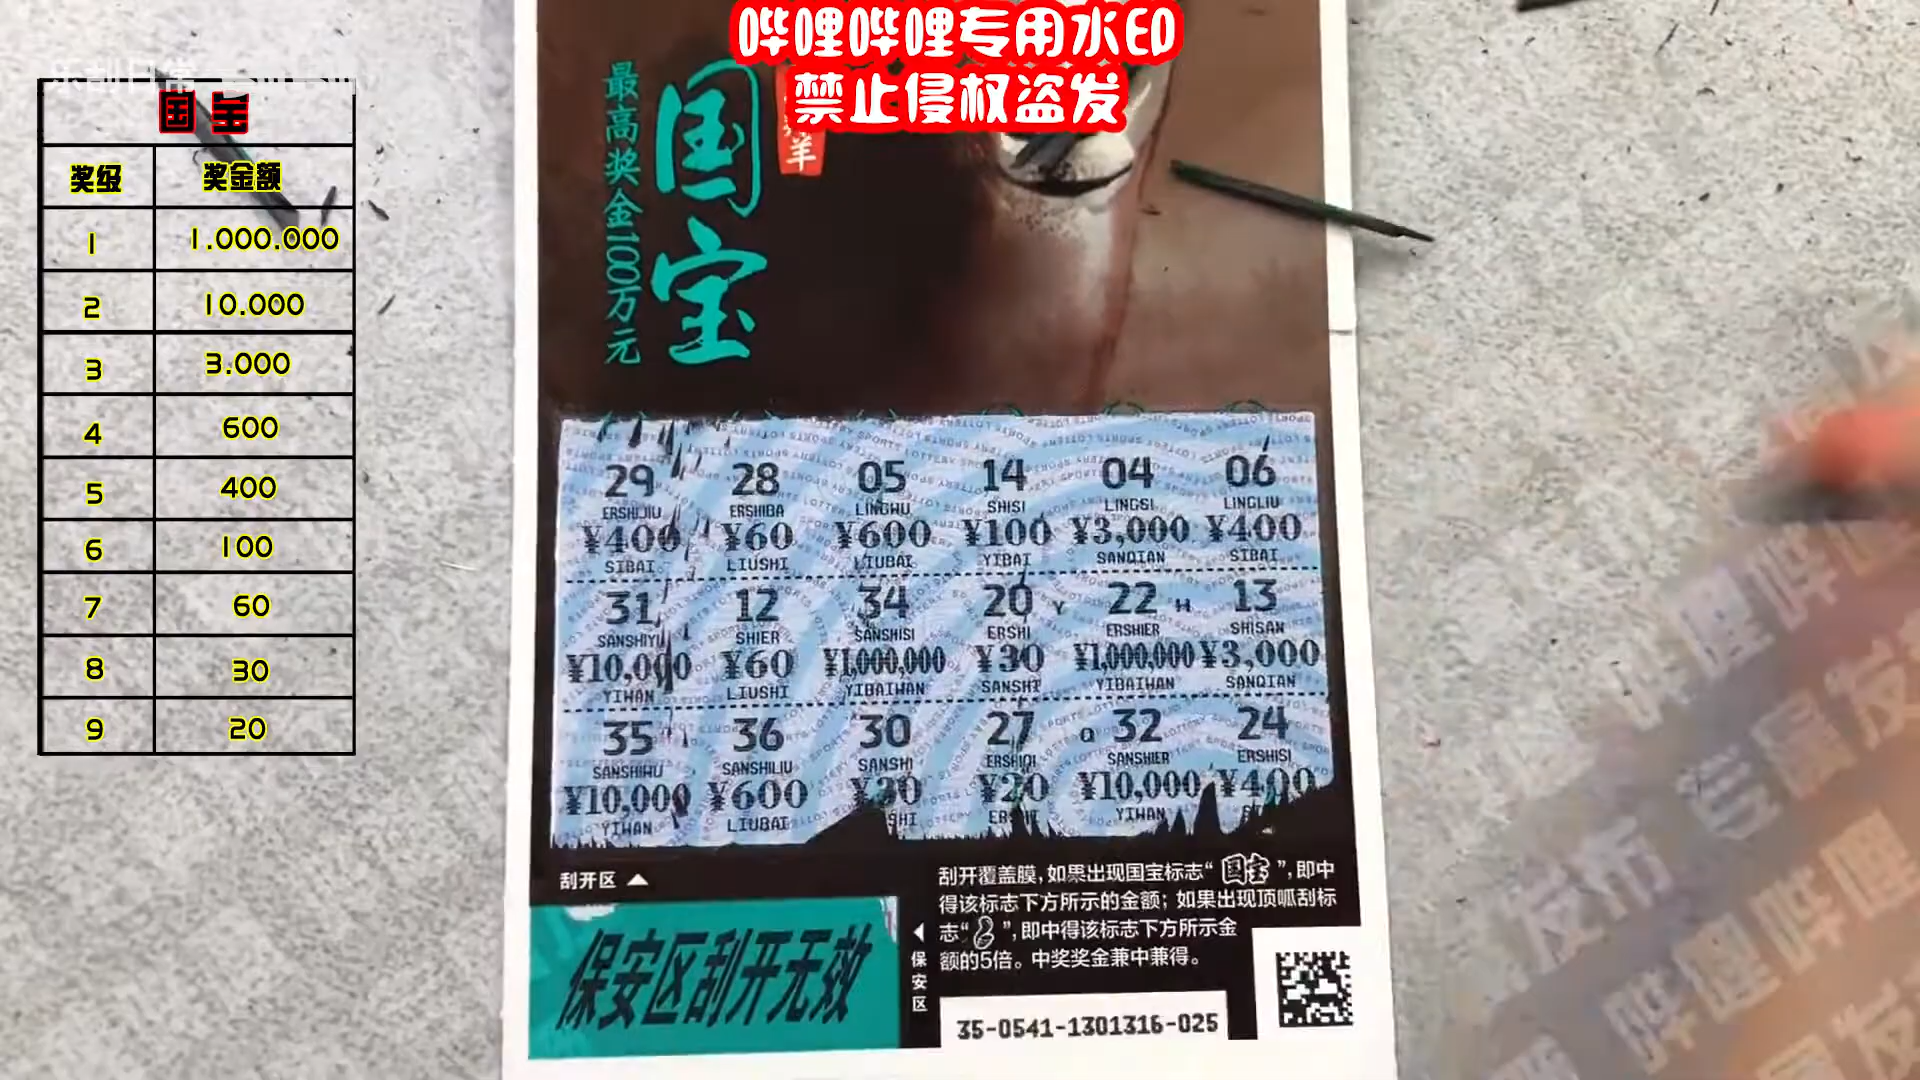 哔哩哔哩专用水印
禁止侵权盗发
乐刮日常
国宝
奖级 奖金额
1 1.000.000
2 10.000
3 3.000
4 600
5 400
6 100
7 60
8 30
9 20
国宝
最高奖金100万元
羊
29 28 05 14 04 06
ERSHIJIU ERSHIBA LINGWU SHISI LINGSI LINGLIU
¥400 ¥60 ¥600 ¥100 ¥3,000 ¥400
SIBAI LIUSHI LIUBAI YIBAI SANQIAN SIBAI
31 12 34 20 Y 22 H 13
SANSHIYI SHIER SANSHISI ERSHI ERSHIER SHISAN
¥10,000 ¥60 ¥1,000,000 ¥30 ¥1,000,000 ¥3,000
YIWAN LIUSHI YIBAIWAN SANSHI YIBAIWAN SANQIAN
35 36 30 27 Q 32 24
SANSHIWU SANSHILIU SANSHI ERSHIQI SANSHIER ERSHISI
¥10,000 ¥600 ¥30 ¥20 ¥10,000 ¥400
YIWAN LIUBAI SHI YIWAN
刮开区
刮开覆盖膜，如果出现国宝标志“国宝”，即中
得该标志下方所示的金额；如果出现顶呱刮标
志“ ”，即中得该标志下方所示金
额的5倍。中奖奖金兼中兼得。
保安区
保安区刮开无效
35-0541-1301316-025